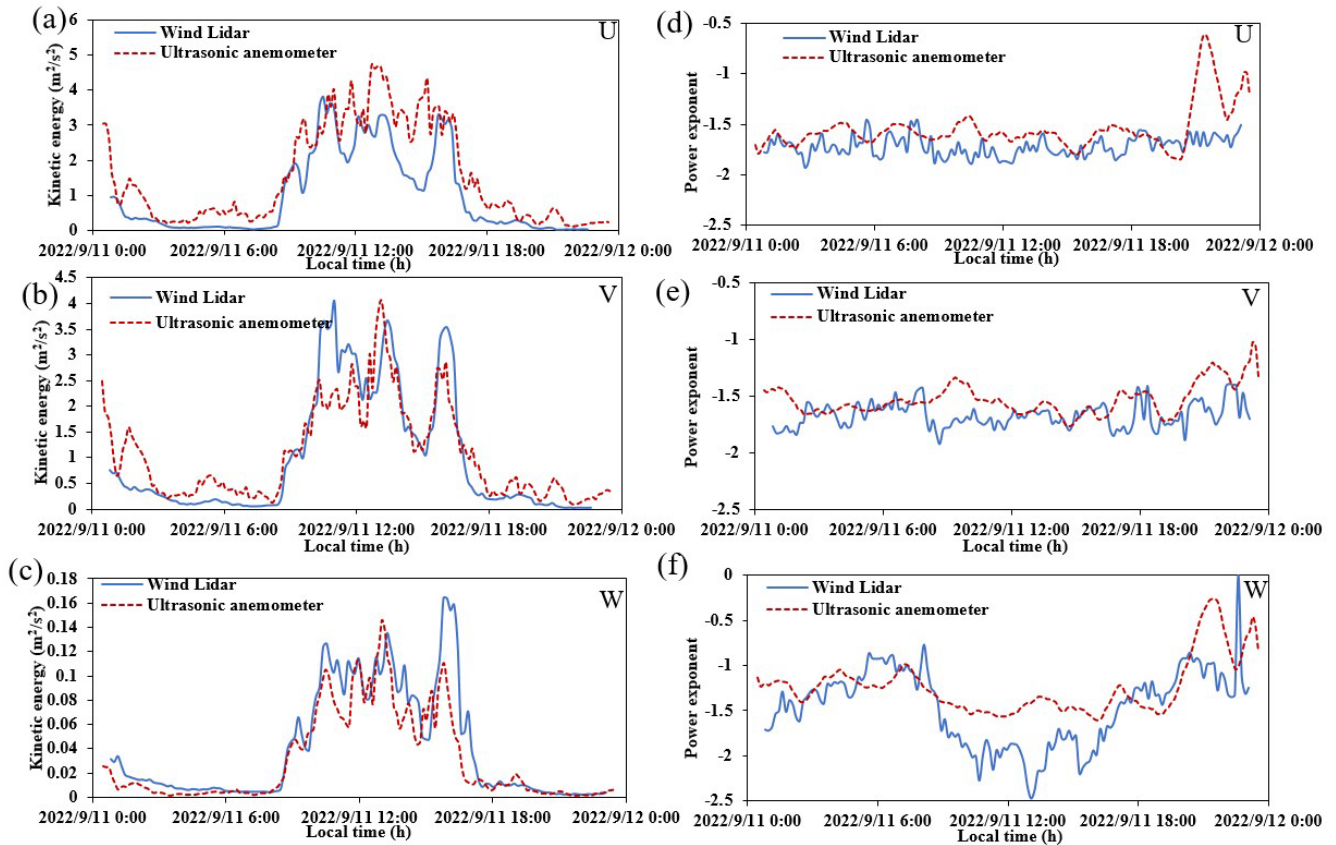 (a)
U
Wind Lidar
Ultrasonic anemometer
Kinetic energy (m²/s²)
6
5
4
3
2
1
0
2022/9/11 0:00 2022/9/11 6:00 2022/9/11 12:00 2022/9/11 18:00 2022/9/12 0:00
Local time (h)
(b)
V
Wind Lidar
Ultrasonic anemometer
Kinetic energy (m²/s²)
4.5
4
3.5
3
2.5
2
1.5
1
0.5
0
2022/9/11 0:00 2022/9/11 6:00 2022/9/11 12:00 2022/9/11 18:00 2022/9/12 0:00
Local time (h)
(c)
W
Wind Lidar
Ultrasonic anemometer
Kinetic energy (m²/s²)
0.18
0.16
0.14
0.12
0.1
0.08
0.06
0.04
0.02
0
2022/9/11 0:00 2022/9/11 6:00 2022/9/11 12:00 2022/9/11 18:00 2022/9/12 0:00
Local time (h)
(d)
U
Wind Lidar
Ultrasonic anemometer
Power exponent
-0.5
-1
-1.5
-2
-2.5
2022/9/11 0:00 2022/9/11 6:00 2022/9/11 12:00 2022/9/11 18:00 2022/9/12 0:00
Local time (h)
(e)
V
Wind Lidar
Ultrasonic anemometer
Power exponent
-0.5
-1
-1.5
-2
-2.5
2022/9/11 0:00 2022/9/11 6:00 2022/9/11 12:00 2022/9/11 18:00 2022/9/12 0:00
Local time (h)
(f)
W
Wind Lidar
Ultrasonic anemometer
Power exponent
0
-0.5
-1
-1.5
-2
-2.5
2022/9/11 0:00 2022/9/11 6:00 2022/9/11 12:00 2022/9/11 18:00 2022/9/12 0:00
Local time (h)